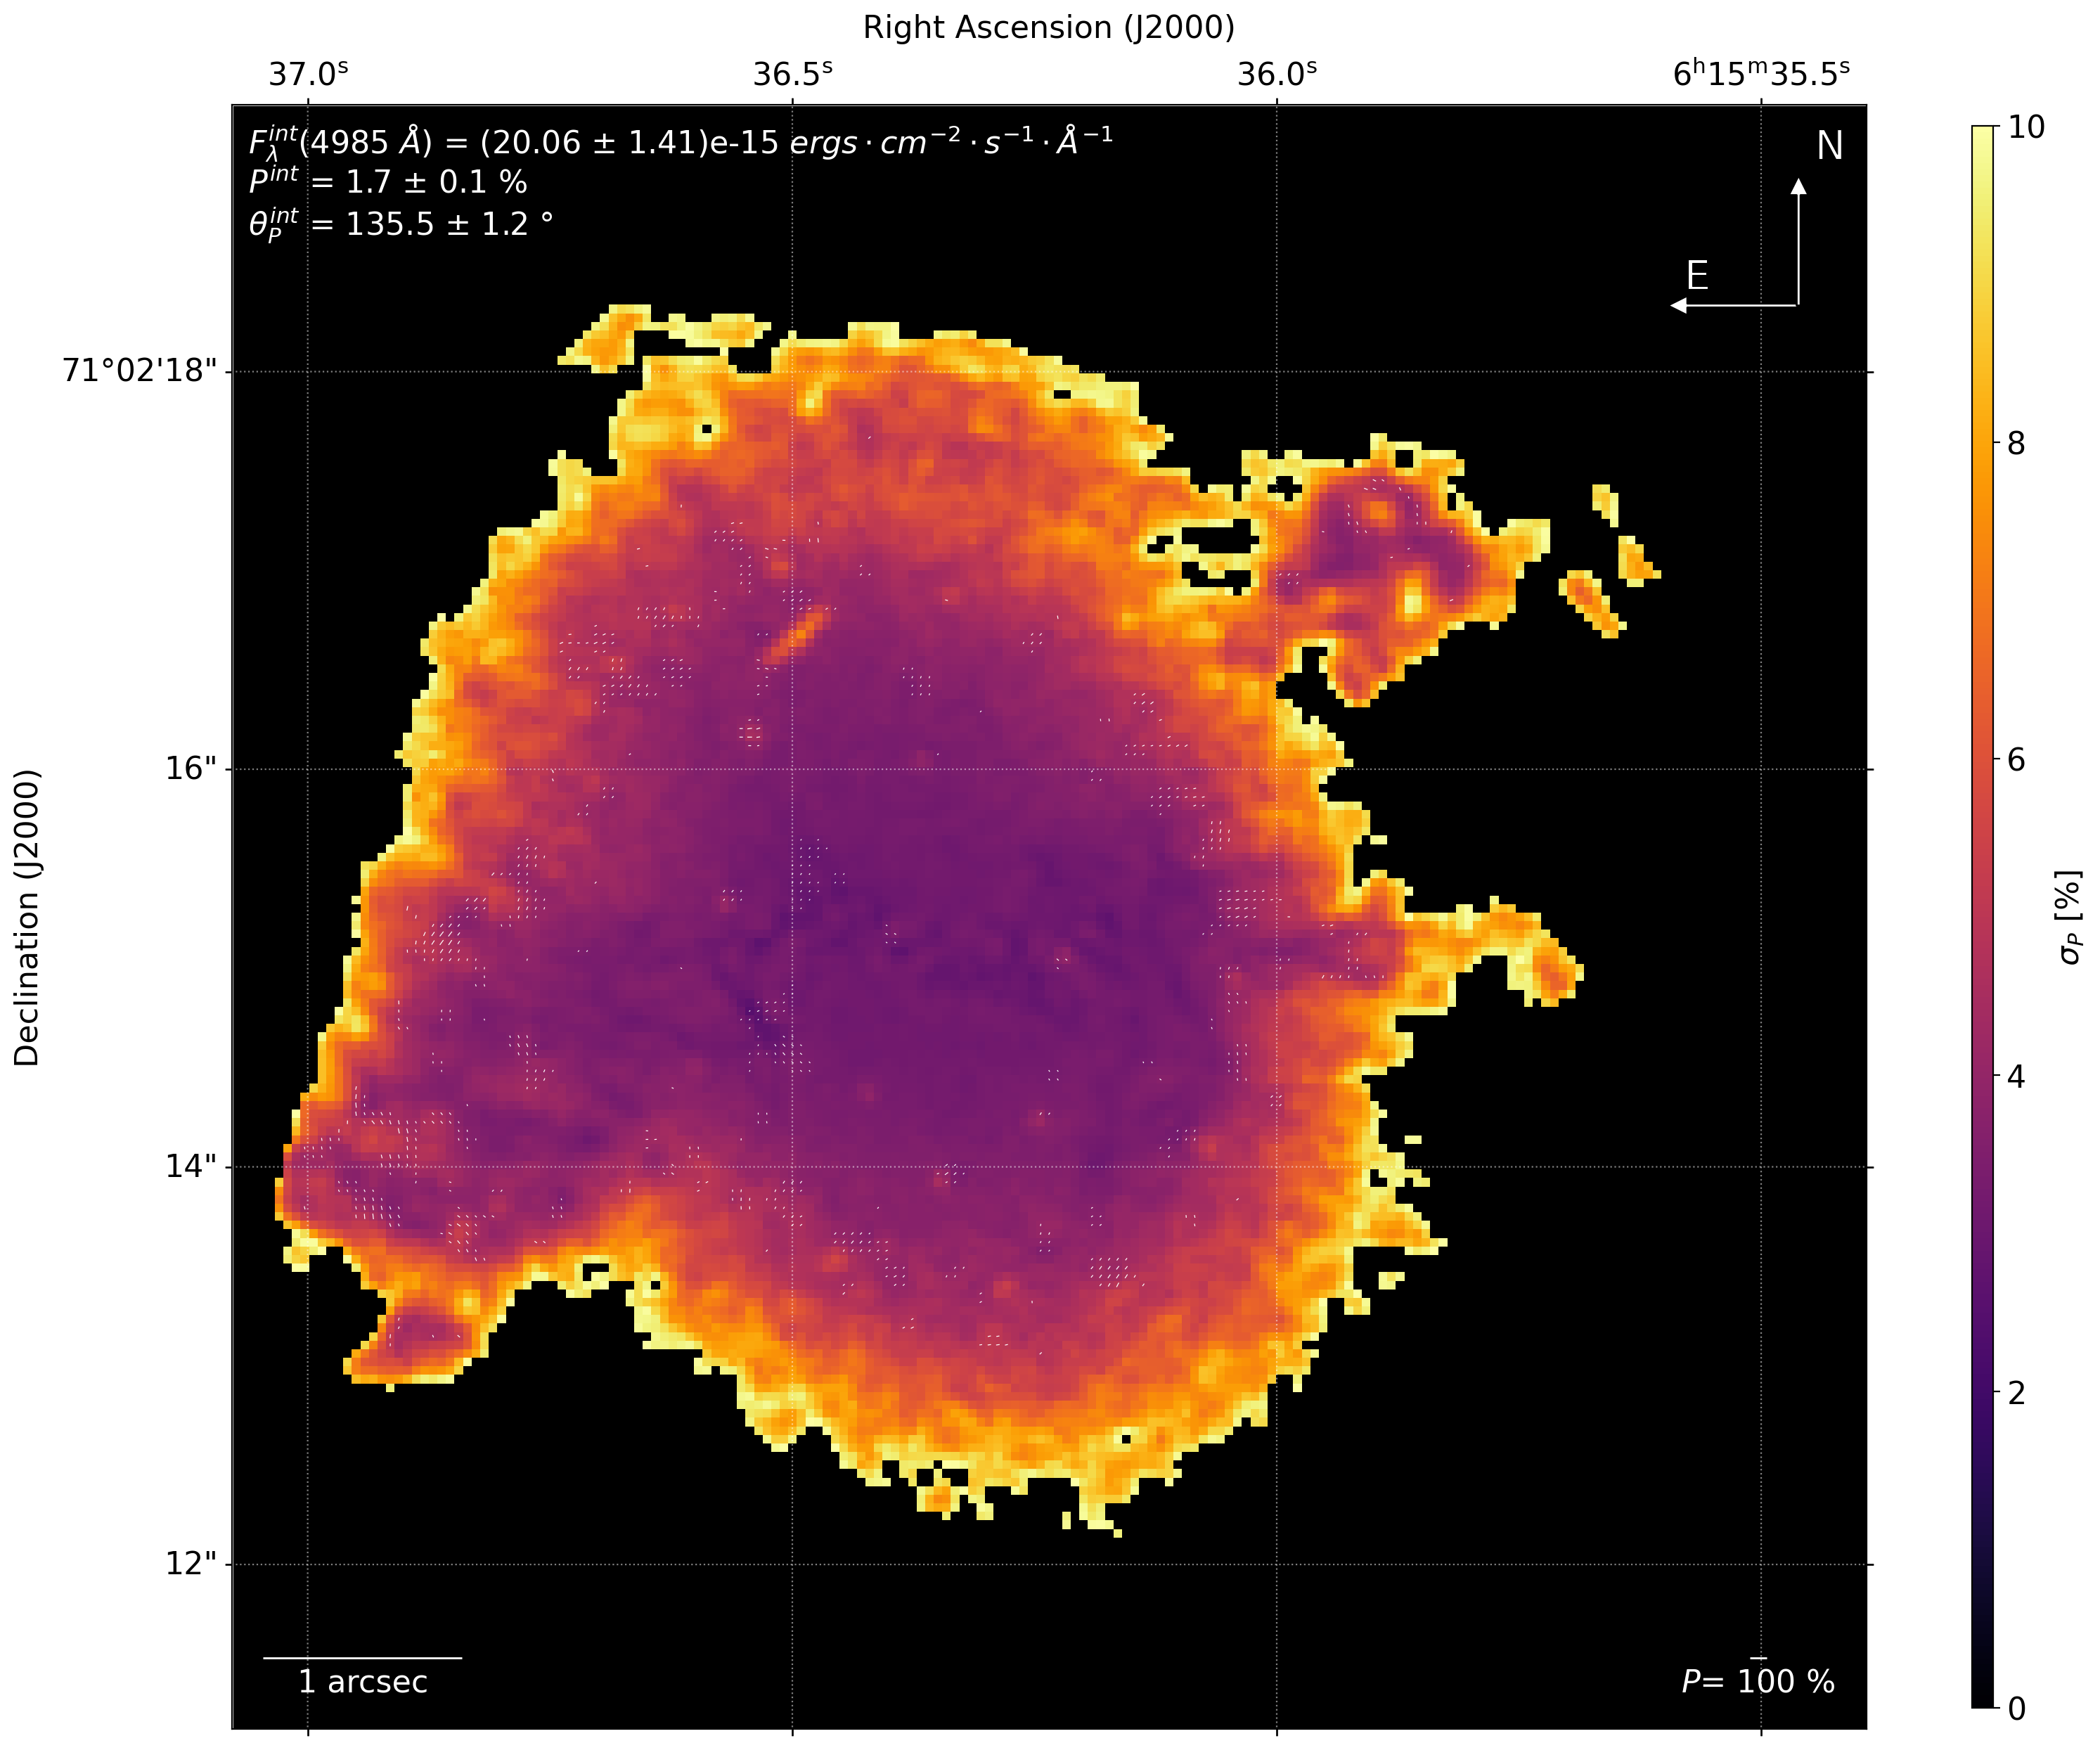 Right Ascension (J2000)
37.0ˢ 36.5ˢ 36.0ˢ 6ʰ15ᵐ35.5ˢ
F_λ^int(4985 Å) = (20.06 ± 1.41)e-15 ergs · cm⁻² · s⁻¹ · Å⁻¹
P^int = 1.7 ± 0.1 %
θ_P^int = 135.5 ± 1.2 °
N
E
71°02'18"
16"
14"
12"
Declination (J2000)
1 arcsec
P= 100 %
10
8
6
4
2
0
σ_P [%]